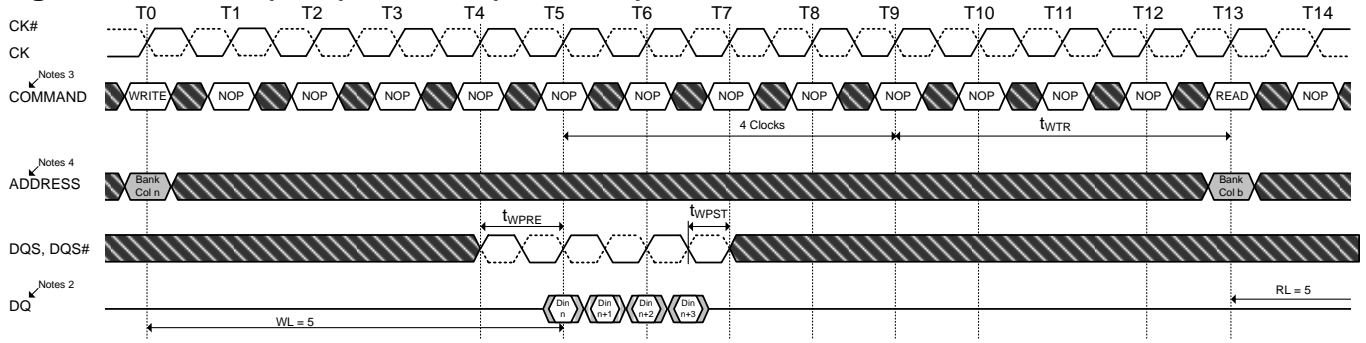 T0 T1 T2 T3 T4 T5 T6 T7 T8 T9 T10 T11 T12 T13 T14
CK#
CK
Notes 3
COMMAND
WRITE NOP NOP NOP NOP NOP NOP NOP NOP NOP NOP NOP NOP READ NOP
4 Clocks
tWTR
Notes 4
ADDRESS
Bank
Col n
Bank
Col b
tWPRE
tWPST
DQS, DQS#
Notes 2
DQ
Din
n
Din
n+1
Din
n+2
Din
n+3
RL = 5
WL = 5